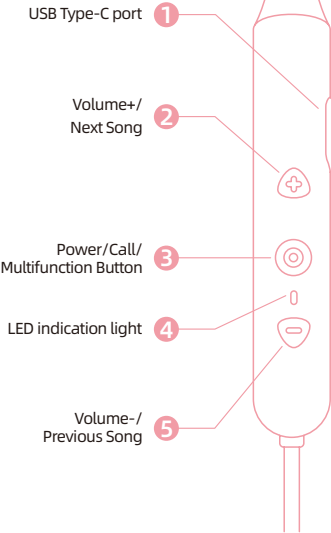 USB Type-C port 1
Volume+/
Next Song 2
Power/Call/
Multifunction Button 3
LED indication light 4
Volume-/
Previous Song 5